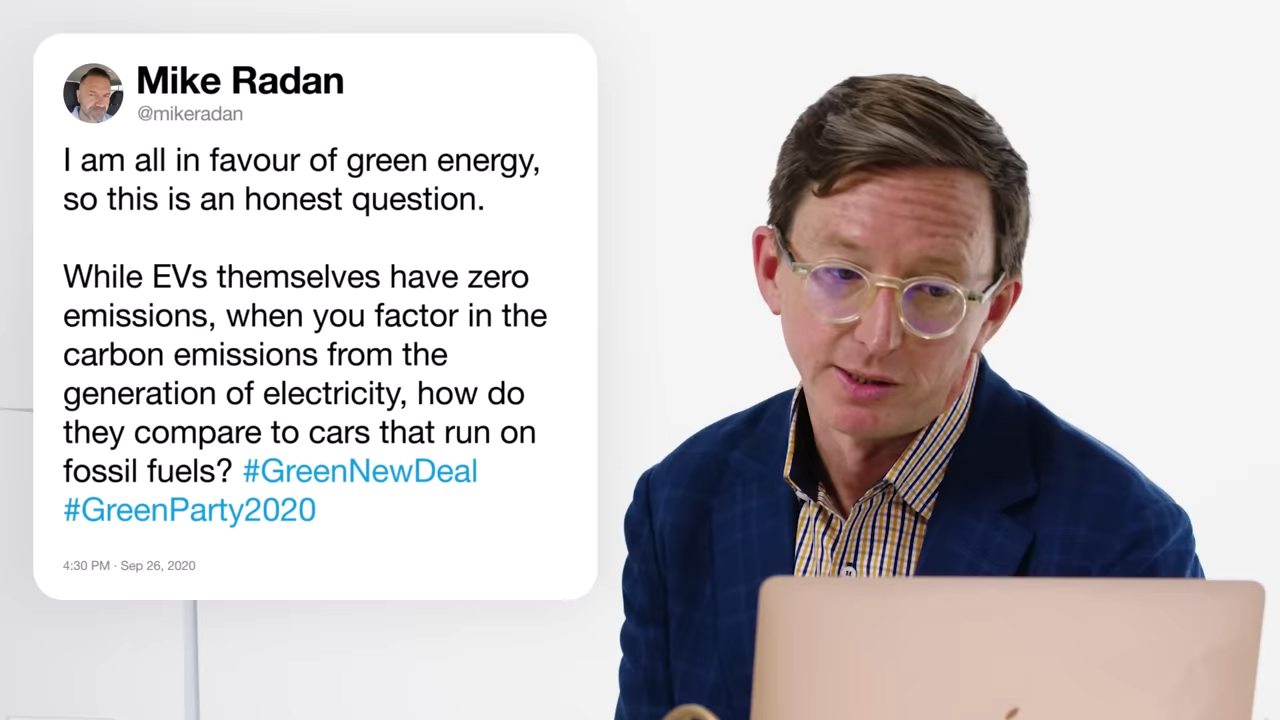 Mike Radan
@mikeradan
I am all in favour of green energy,
so this is an honest question.
While EVs themselves have zero
emissions, when you factor in the
carbon emissions from the
generation of electricity, how do
they compare to cars that run on
fossil fuels? #GreenNewDeal
#GreenParty2020
4:30 PM · Sep 26, 2020